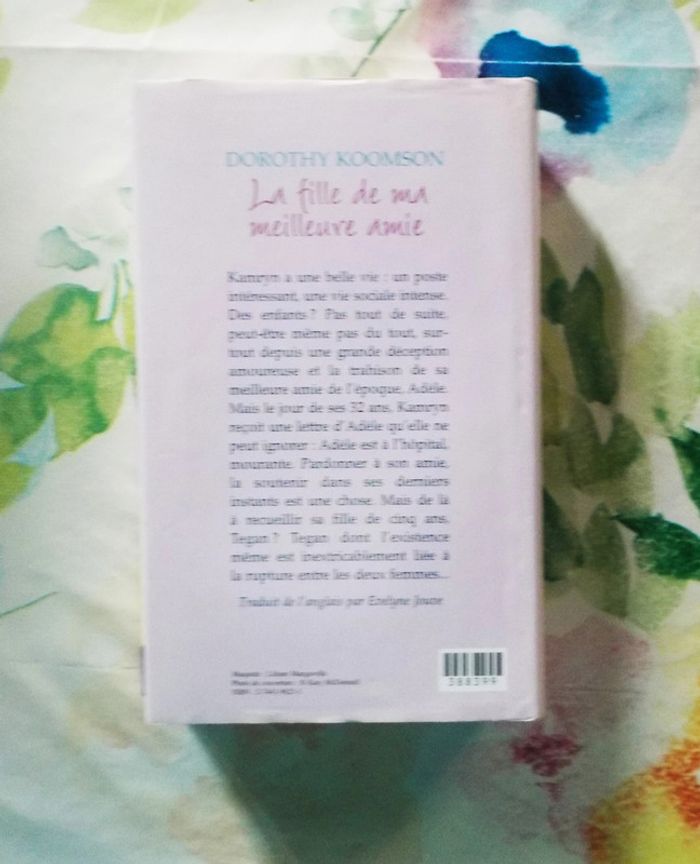 DOROTHY KOOMSON
La fille de ma
meilleure amie
Kamryn a une belle vie : un poste
intéressant, une vie sociale intense.
Des enfants ? Pas tout de suite,
peut-être même pas du tout, sur-
tout depuis une grande déception
amoureuse et la trahison de sa
meilleure amie de l'époque, Adèle.
Mais le jour de ses 32 ans, Kamryn
reçoit une lettre d'Adèle qu'elle ne
peut ignorer : Adèle est à l'hôpital,
mourante. Pardonner à son amie,
la soutenir dans ses derniers
instants est une chose. Mais de là
à recueillir sa fille de cinq ans,
Tegan ? Tegan dont l'existence
même est inextricablement liée à
la rupture entre les deux femmes...
Traduit de l'anglais par Evelyne Jouve
388399